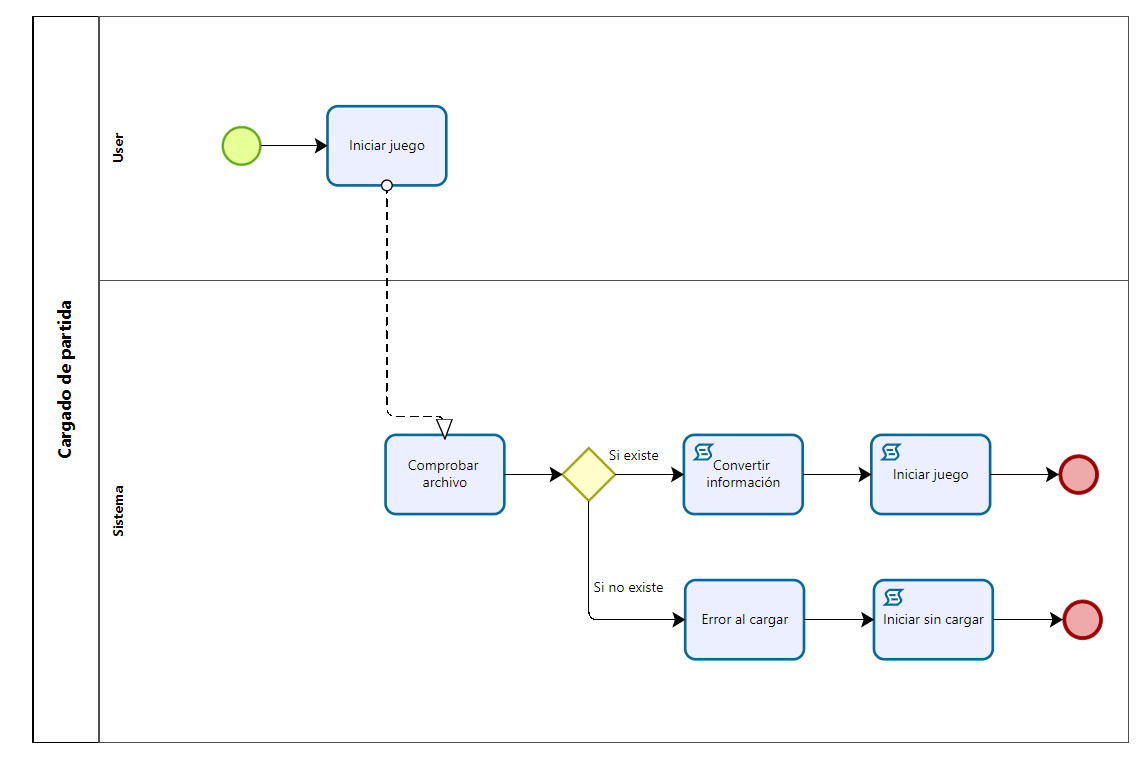 Cargado de partida
User
Iniciar juego
Sistema
Comprobar
archivo
Si existe
Convertir
información
Iniciar juego
Si no existe
Error al cargar
Iniciar sin cargar